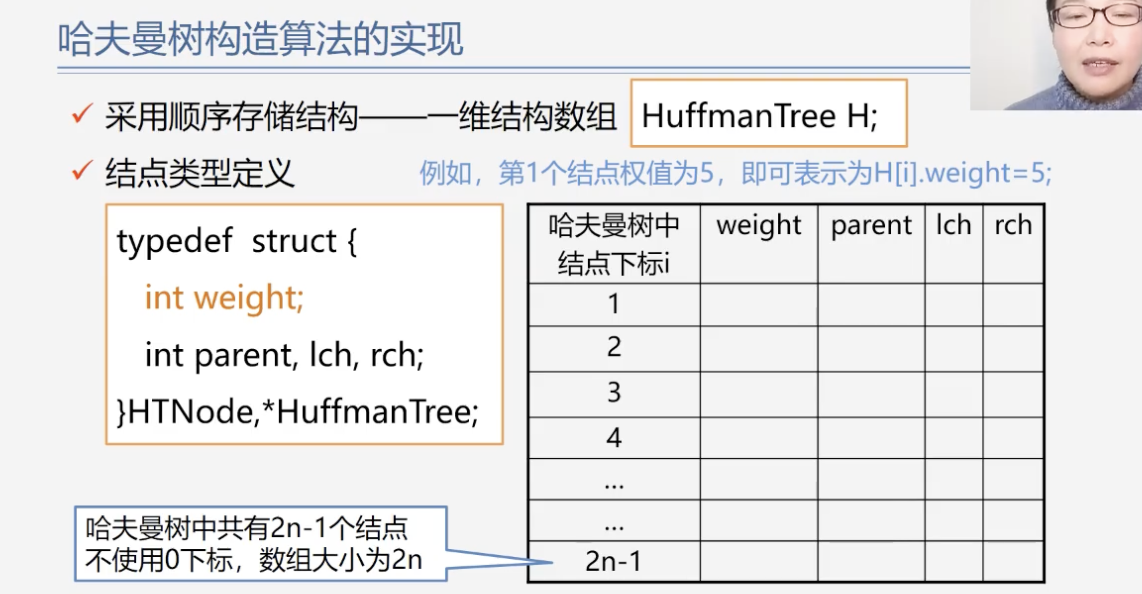 哈夫曼树构造算法的实现
✓ 采用顺序存储结构——一维结构数组 HuffmanTree H;
✓ 结点类型定义 例如，第1个结点权值为5，即可表示为H[i].weight=5;
typedef struct {
int weight;
int parent, lch, rch;
}HTNode,*HuffmanTree;
哈夫曼树中共有2n-1个结点
不使用0下标，数组大小为2n
哈夫曼树中 weight parent lch rch
结点下标i
1
2
3
4
...
...
2n-1